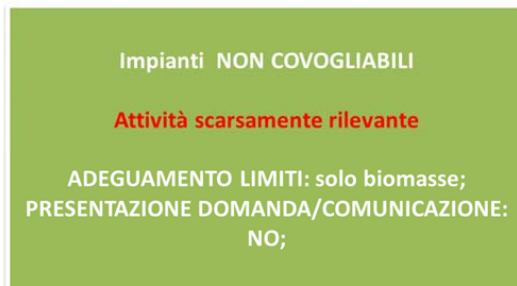 Impianti NON COVOGLIABILI
Attività scarsamente rilevante
ADEGUAMENTO LIMITI: solo biomasse;
PRESENTAZIONE DOMANDA/COMUNICAZIONE:
NO;